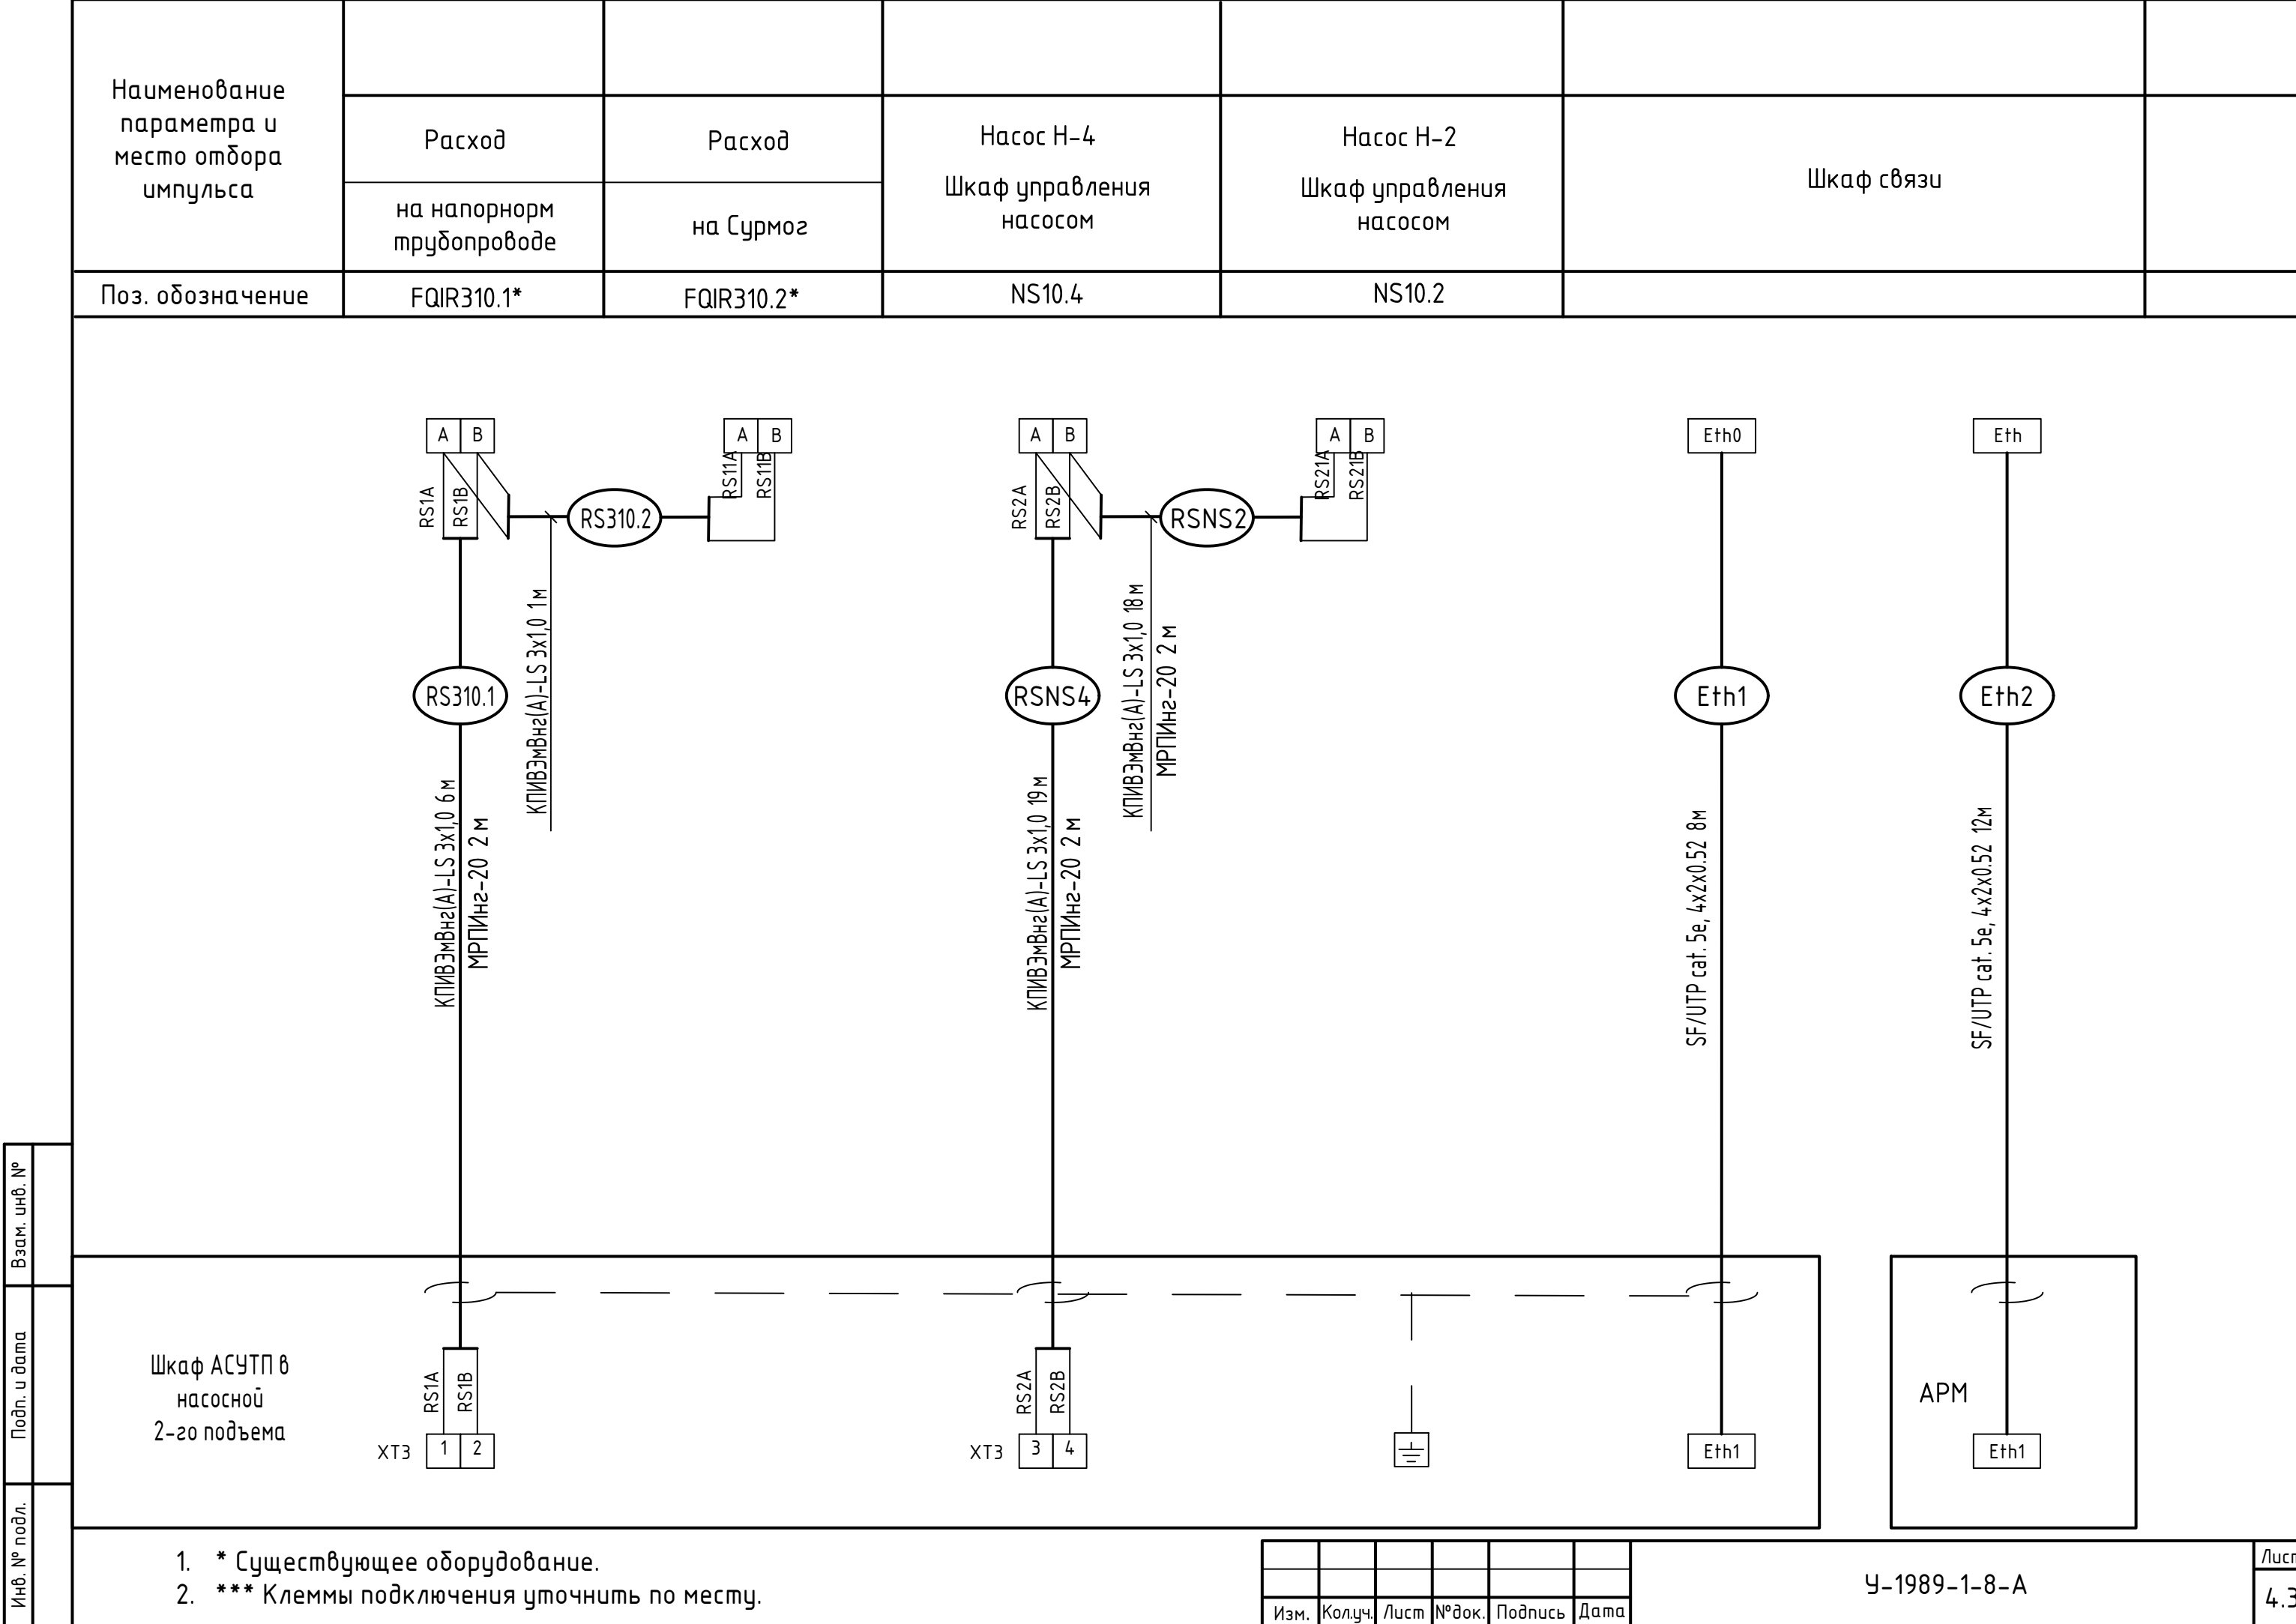 Наименование
параметра и
место отбора
импульса
Расход
на напорнорм
трубопроводе
Расход
на Сурмог
Насос Н-4
Шкаф управления
насосом
Насос Н-2
Шкаф управления
насосом
Шкаф связи
Поз. обозначение
FQIR310.1*
FQIR310.2*
NS10.4
NS10.2
A B
A B
A B
A B
Eth0
Eth
RS1A
RS1B
RS11A
RS11B
RS2A
RS2B
RS21A
RS21B
RS310.2
RSNS2
RS310.1
RSNS4
Eth1
Eth2
КПИВЭмВнг(А)-LS 3х1,0 1м
КПИВЭмВнг(А)-LS 3х1,0 18м
МРПИнг-20 2 м
КПИВЭмВнг(А)-LS 3х1,0 6м
МРПИнг-20 2 м
КПИВЭмВнг(А)-LS 3х1,0 19м
МРПИнг-20 2 м
SF/UTP cat. 5e, 4x2x0.52 8м
SF/UTP cat. 5e, 4x2x0.52 12м
Шкаф АСУТП в
насосной
2-го подъема
RS1A
RS1B
RS2A
RS2B
XT3
1 2
XT3
3 4
Eth1
АРМ
Eth1
Взам. инв. №
Подп. и дата
Инв. № подл.
1. * Существующее оборудование.
2. *** Клеммы подключения уточнить по месту.
Изм. Кол.уч. Лист №док. Подпись Дата
У-1989-1-8-А
Лист
4.3